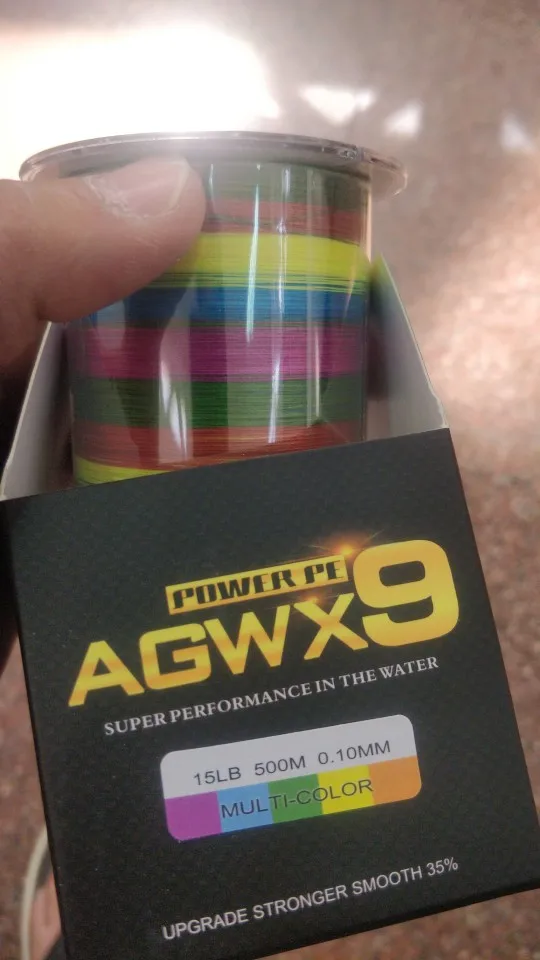 POWER PE
AGWX9
SUPER PERFORMANCE IN THE WATER
15LB 500M 0.10MM
MULTI-COLOR
UPGRADE STRONGER SMOOTH 35%